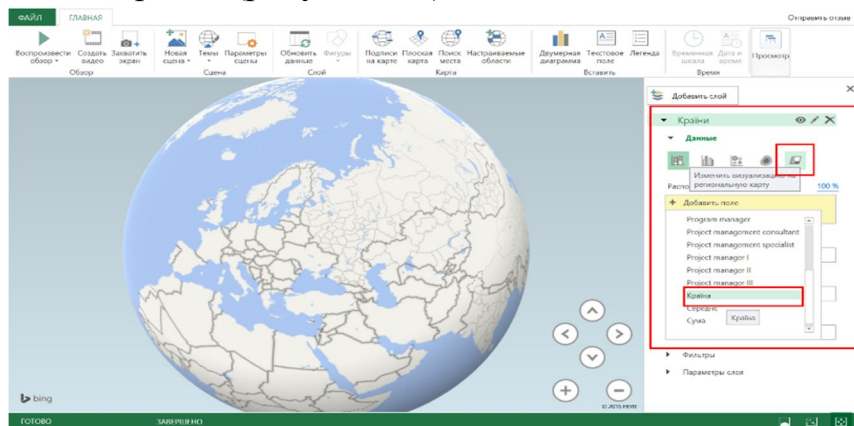 ФАЙЛ ГЛАВНАЯ
Отправить отзыв
Воспроизвести обзор Создать видео Захватить экран Новая сцена Темы Параметры сцены Обновить данные Фигуры Подписи на карте Плоская карта Поиск места Настраиваемые области Двумерная диаграмма Текстовое поле Легенда Временная шкала Дата и время Просмотр
Обзор Сцена Слой Карта Вставить Время
Добавить слой
Країни
Данные
Изменить визуализацию на региональную карту
Распо 100 %
Добавить поле
Program manager
Project management consultant
Project management specialist
Project manager I
Project manager II
Project manager III
Країна
Середнє
Сума Країна
Фильтры
Параметры слоя
bing
© 2016 HERE
ГОТОВО ЗАВЕРШЕНО